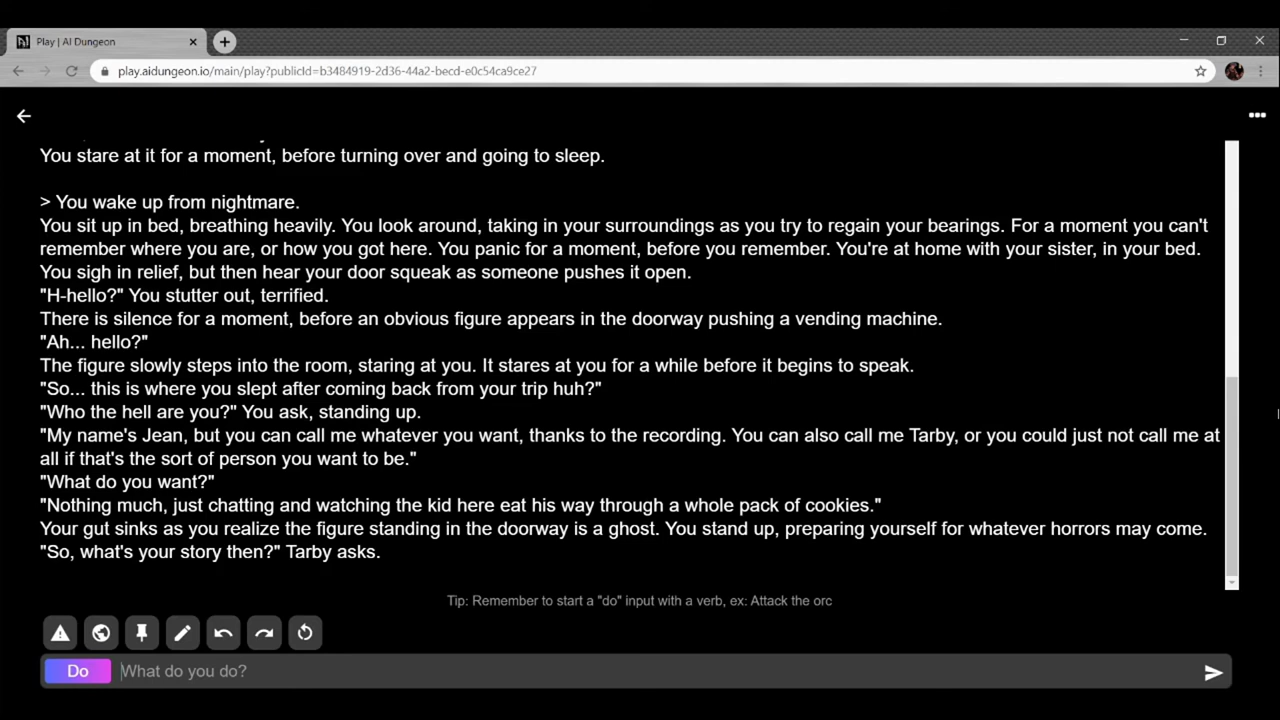 Play | AI Dungeon
play.aidungeon.io/main/play?publicId=b3484919-2d36-44a2-becd-e0c54ca9ce27
You stare at it for a moment, before turning over and going to sleep.
> You wake up from nightmare.
You sit up in bed, breathing heavily. You look around, taking in your surroundings as you try to regain your bearings. For a moment you can't
remember where you are, or how you got here. You panic for a moment, before you remember. You're at home with your sister, in your bed.
You sigh in relief, but then hear your door squeak as someone pushes it open.
"H-hello?" You stutter out, terrified.
There is silence for a moment, before an obvious figure appears in the doorway pushing a vending machine.
"Ah... hello?"
The figure slowly steps into the room, staring at you. It stares at you for a while before it begins to speak.
"So... this is where you slept after coming back from your trip huh?"
"Who the hell are you?" You ask, standing up.
"My name's Jean, but you can call me whatever you want, thanks to the recording. You can also call me Tarby, or you could just not call me at
all if that's the sort of person you want to be."
"What do you want?"
"Nothing much, just chatting and watching the kid here eat his way through a whole pack of cookies."
Your gut sinks as you realize the figure standing in the doorway is a ghost. You stand up, preparing yourself for whatever horrors may come.
"So, what's your story then?" Tarby asks.
Tip: Remember to start a "do" input with a verb, ex: Attack the orc
Do What do you do?